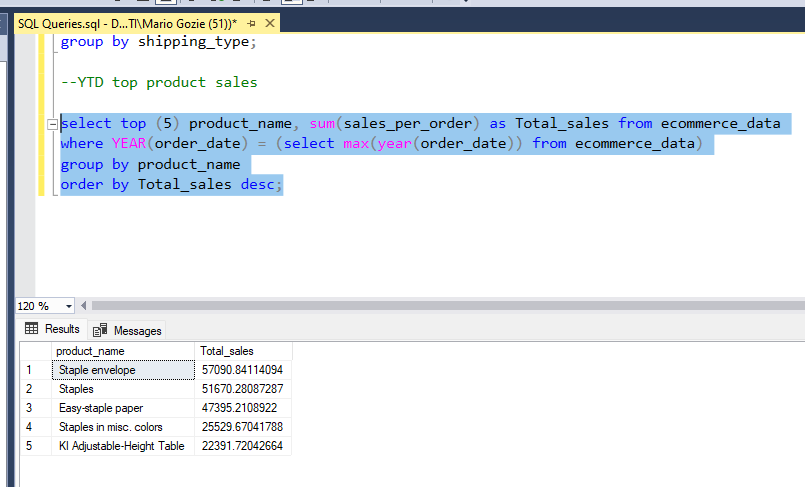 SQL Queries.sql - D...TI\Mario Gozie (51))*
group by shipping_type;
--YTD top product sales
select top (5) product_name, sum(sales_per_order) as Total_sales from ecommerce_data
where YEAR(order_date) = (select max(year(order_date)) from ecommerce_data)
group by product_name
order by Total_sales desc;
120 %
Results Messages
product_name Total_sales
1 Staple envelope 57090.84114094
2 Staples 51670.28087287
3 Easy-staple paper 47395.2108922
4 Staples in misc. colors 25529.67041788
5 KI Adjustable-Height Table 22391.72042664